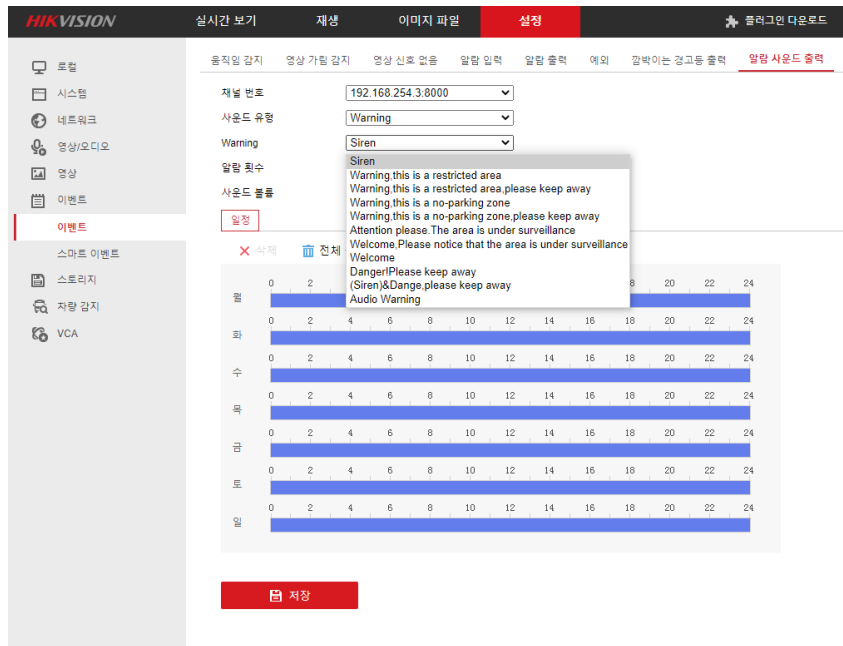 HIKVISION 실시간 보기 재생 이미지 파일 설정 플러그인 다운로드
로컬
시스템
네트워크
영상/오디오
영상
이벤트
이벤트
스마트 이벤트
스토리지
차량 감지
VCA
움직임 감지 영상 가림 감지 영상 신호 없음 알람 입력 알람 출력 예외 깜박이는 경고등 출력 알람 사운드 출력
채널 번호 192.168.254.3:8000
사운드 유형 Warning
Warning Siren
알람 횟수
사운드 볼륨
Siren
Warning,this is a restricted area
Warning,this is a restricted area,please keep away
Warning,this is a no-parking zone
Warning,this is a no-parking zone,please keep away
Attention please.The area is under surveillance
Welcome,Please notice that the area is under surveillance
Welcome
Danger!Please keep away
(Siren)&Dange,please keep away
Audio Warning
일정
삭제 전체
0 2 8 20 22 24
월
0 2 4 6 8 10 12 14 16 18 20 22 24
화
0 2 4 6 8 10 12 14 16 18 20 22 24
수
0 2 4 6 8 10 12 14 16 18 20 22 24
목
0 2 4 6 8 10 12 14 16 18 20 22 24
금
0 2 4 6 8 10 12 14 16 18 20 22 24
토
0 2 4 6 8 10 12 14 16 18 20 22 24
일
저장